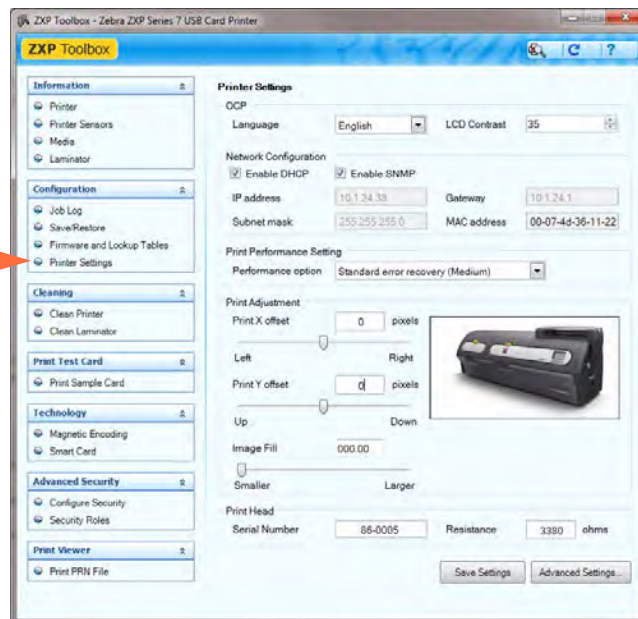 ZXP Toolbox - Zebra ZXP Series 7 USB Card Printer
ZXP Toolbox
?
Information
Printer
Printer Sensors
Media
Laminator
Configuration
Job Log
Save/Restore
Firmware and Lookup Tables
Printer Settings
Cleaning
Clean Printer
Clean Laminator
Print Test Card
Print Sample Card
Technology
Magnetic Encoding
Smart Card
Advanced Security
Configure Security
Security Roles
Print Viewer
Print PRN File
Printer Settings
OCP
Language English LCD Contrast 35
Network Configuration
Enable DHCP Enable SNMP
IP address 10.1.24.38 Gateway 10.1.24.1
Subnet mask 255.255.255.0 MAC address 00-07-4d-36-11-22
Print Performance Setting
Performance option Standard error recovery (Medium)
Print Adjustment
Print X offset 0 pixels
Left Right
Print Y offset 0 pixels
Up Down
Image Fill 000.00
Smaller Larger
Print Head
Serial Number 86-0005 Resistance 3380 ohms
Save Settings Advanced Settings...